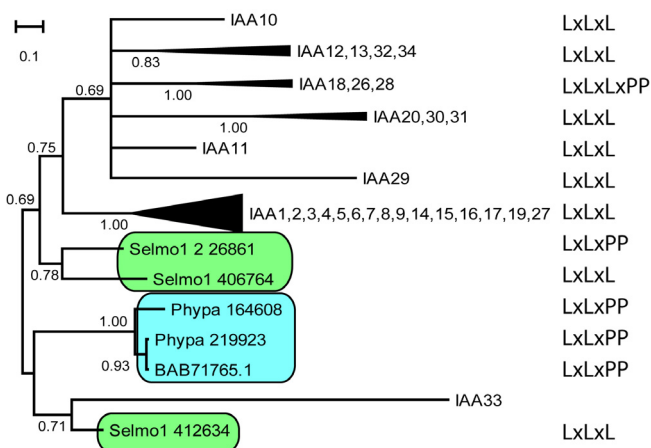 IAA10 LxLxL
0.1
IAA12,13,32,34 LxLxL
0.83
IAA18,26,28 LxLxLxPP
0.69
1.00
IAA20,30,31 LxLxL
1.00
0.75
IAA11 LxLxL
IAA29 LxLxL
0.69
IAA1,2,3,4,5,6,7,8,9,14,15,16,17,19,27 LxLxL
1.00
Selmo1 2 26861 LxLxPP
0.78
Selmo1 406764 LxLxL
Phypa 164608 LxLxPP
1.00
Phypa 219923 LxLxPP
0.93
BAB71765.1 LxLxPP
IAA33
0.71
Selmo1 412634 LxLxL